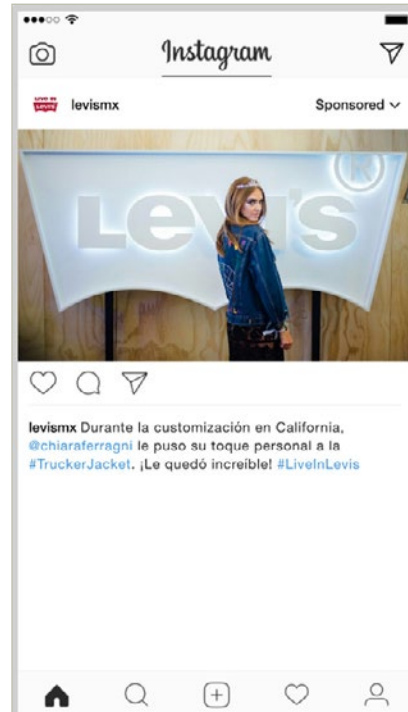 Instagram
levismx
Sponsored
LEVI'S
®
levismx Durante la customización en California,
@chiaraferragni le puso su toque personal a la
#TruckerJacket. ¡Le quedó increíble! #LiveInLevis